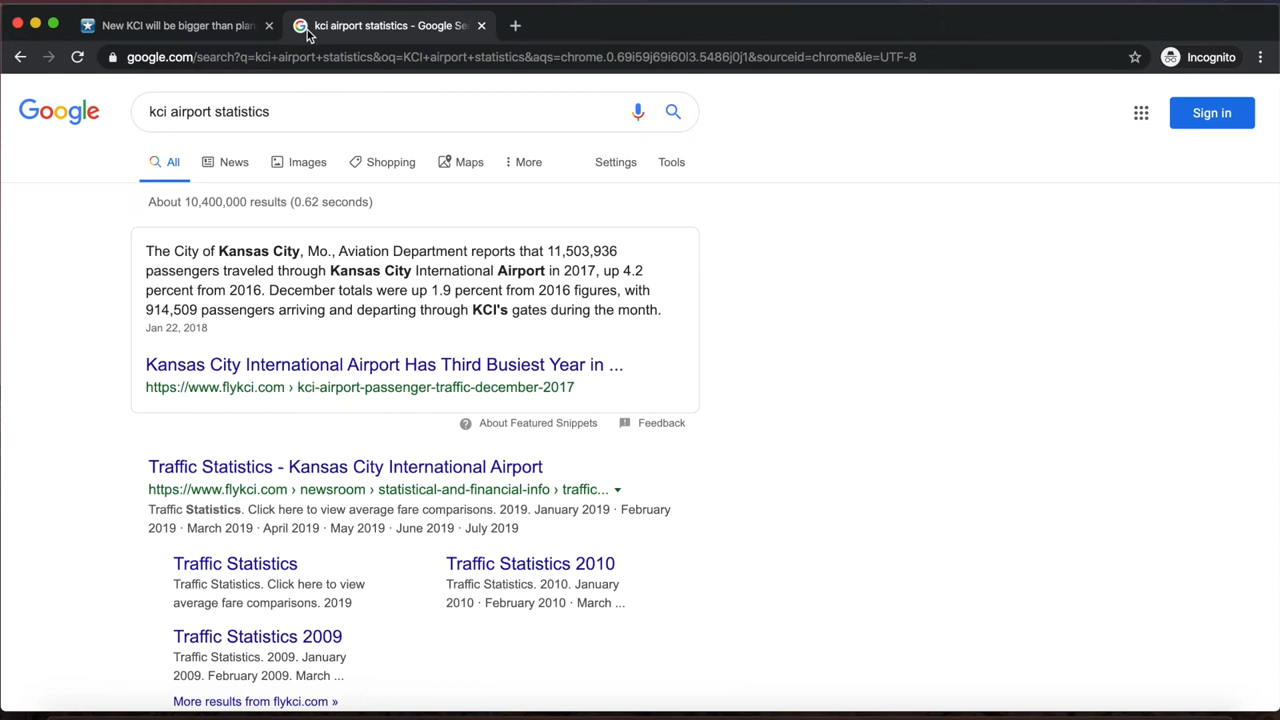 New KCI will be bigger than plan
kci airport statistics - Google Se
google.com/search?q=kci+airport+statistics&oq=KCI+airport+statistics&aqs=chrome.0.69i59j69i60l3.5486j0j1&sourceid=chrome&ie=UTF-8
Incognito
Google
kci airport statistics
Sign in
All
News
Images
Shopping
Maps
More
Settings
Tools
About 10,400,000 results (0.62 seconds)
The City of Kansas City, Mo., Aviation Department reports that 11,503,936
passengers traveled through Kansas City International Airport in 2017, up 4.2
percent from 2016. December totals were up 1.9 percent from 2016 figures, with
914,509 passengers arriving and departing through KCI's gates during the month.
Jan 22, 2018
Kansas City International Airport Has Third Busiest Year in ...
https://www.flykci.com › kci-airport-passenger-traffic-december-2017
About Featured Snippets
Feedback
Traffic Statistics - Kansas City International Airport
https://www.flykci.com › newsroom › statistical-and-financial-info › traffic...
Traffic Statistics. Click here to view average fare comparisons. 2019. January 2019 · February
2019 · March 2019 · April 2019 · May 2019 · June 2019 · July 2019
Traffic Statistics
Traffic Statistics. Click here to view
average fare comparisons. 2019
Traffic Statistics 2010
Traffic Statistics. 2010. January
2010 · February 2010 · March ...
Traffic Statistics 2009
Traffic Statistics. 2009. January
2009. February 2009. March ...
More results from flykci.com »